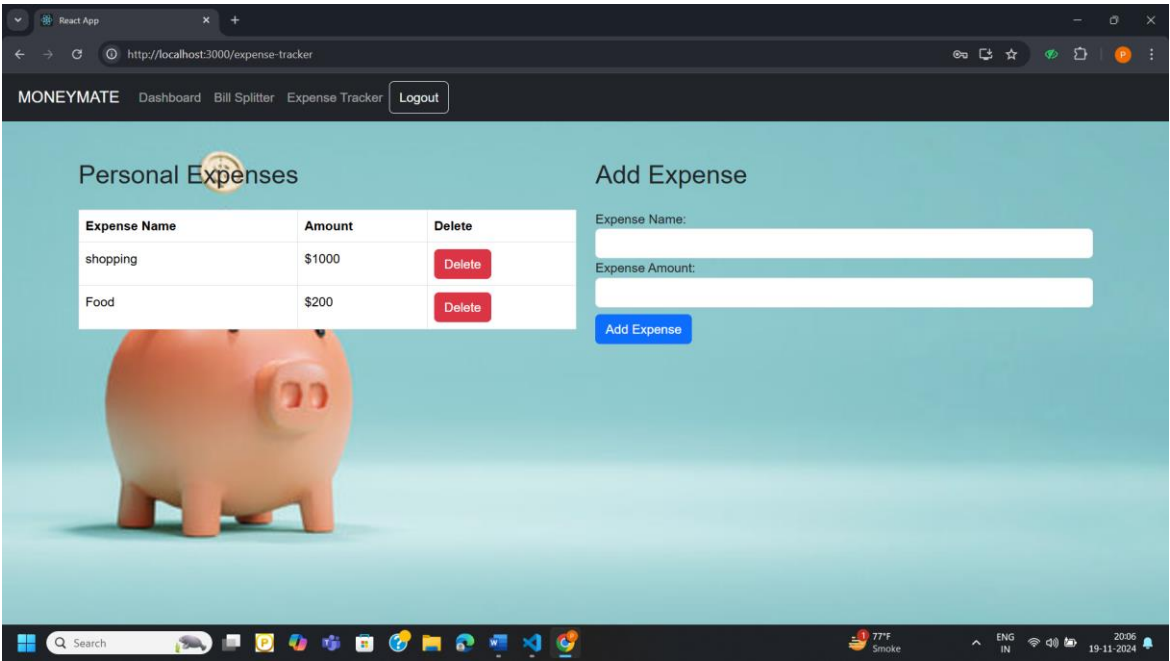 React App
http://localhost:3000/expense-tracker
P
MONEYMATE Dashboard Bill Splitter Expense Tracker Logout
Personal Expenses
Expense Name Amount Delete
shopping $1000 Delete
Food $200 Delete
Add Expense
Expense Name:
Expense Amount:
Add Expense
Search
P
1
77°F
Smoke
ENG
IN
20:06
19-11-2024